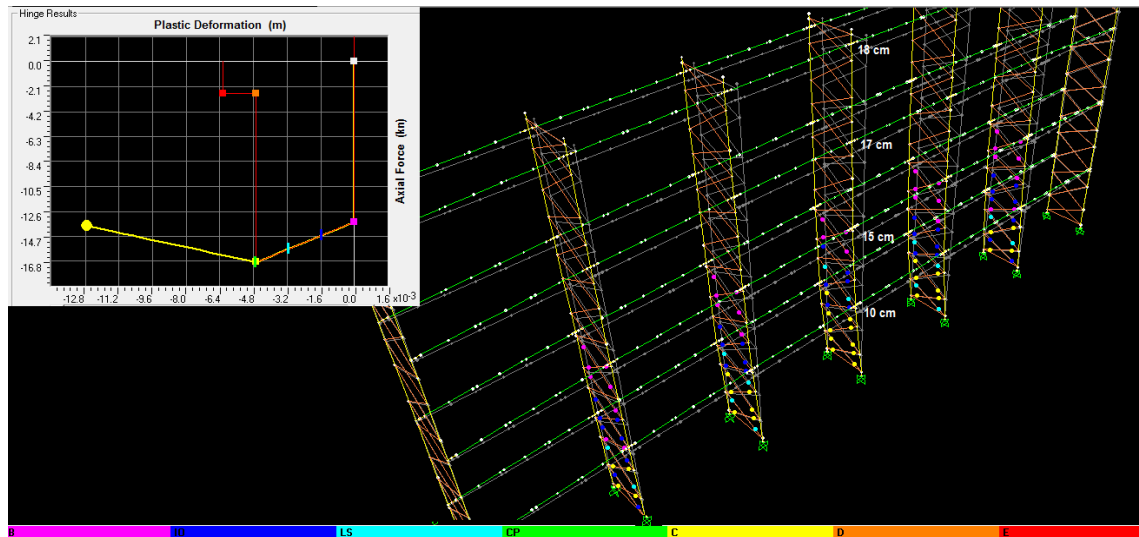 Hinge Results
Plastic Deformation (m)
2.1
0.0
-2.1
-4.2
-6.3
-8.4
-10.5
-12.6
-14.7
-16.8
Axial Force (kn)
-12.8 -11.2 -9.6 -8.0 -6.4 -4.8 -3.2 -1.6 0.0 1.6 x10-3
18 cm
17 cm
15 cm
10 cm
B IO LS CP C D E